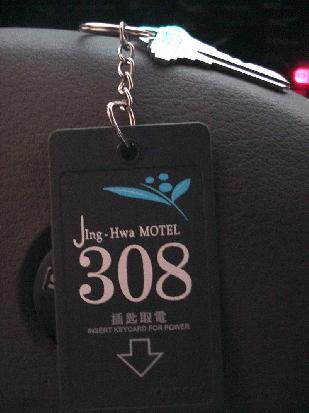 Jing-Hwa MOTEL
308
插匙取電
INSERT KEYCARD FOR POWER